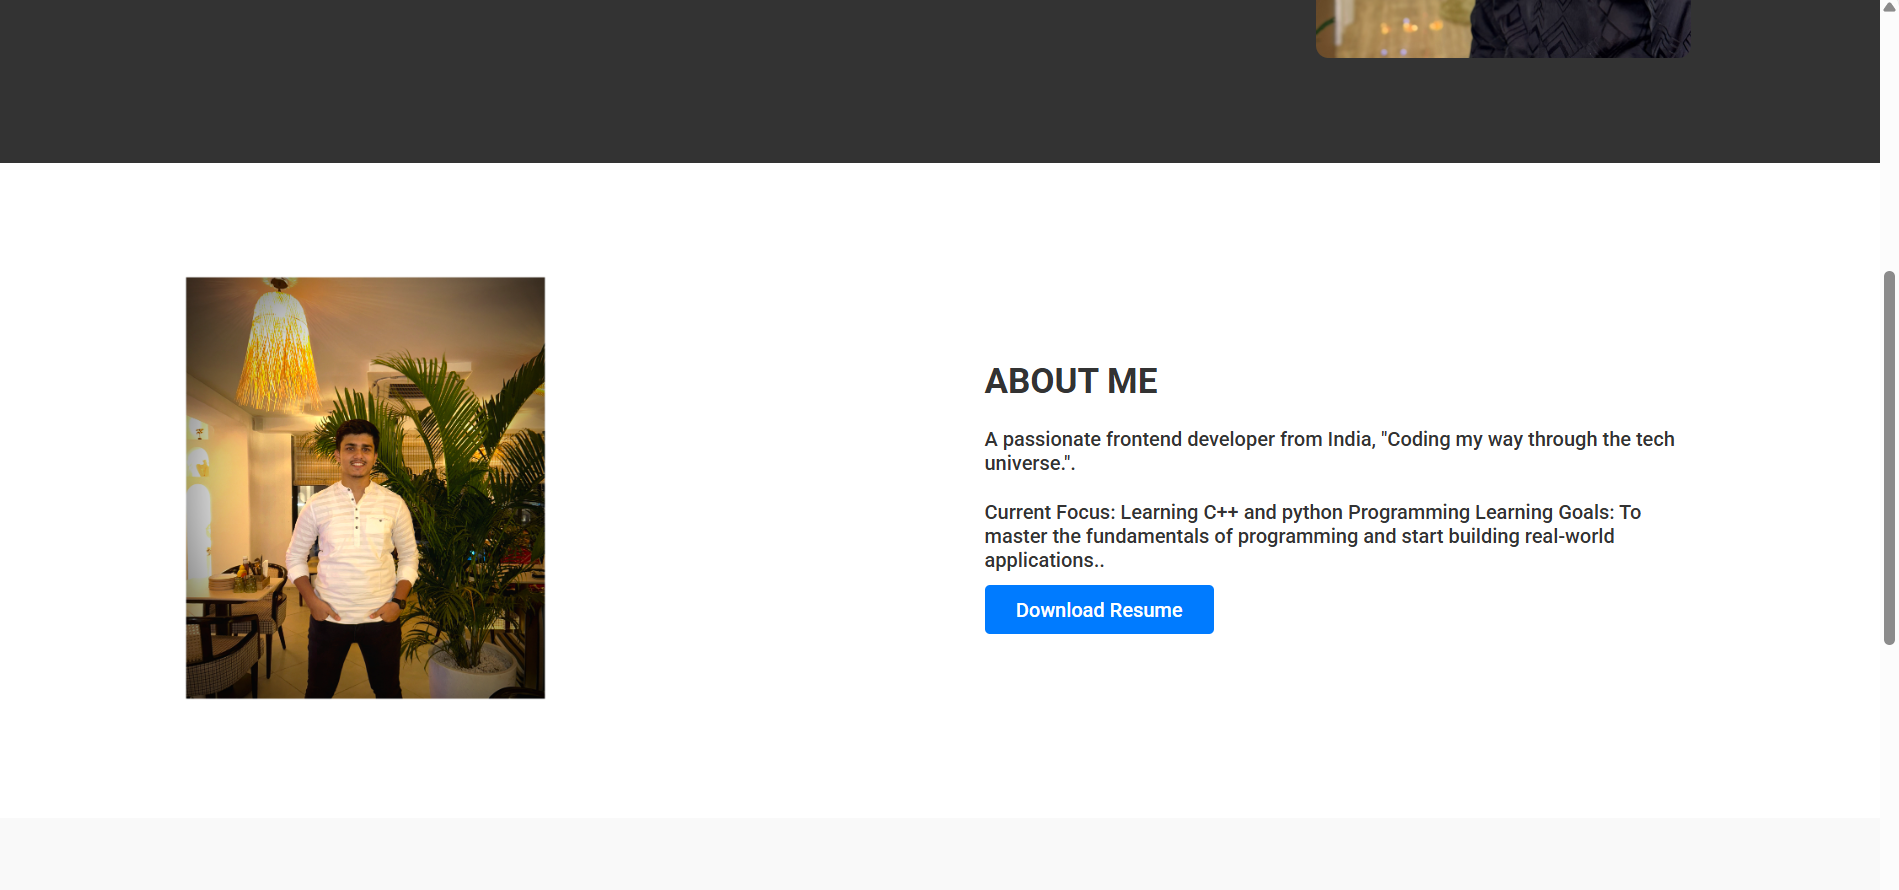 ABOUT ME
A passionate frontend developer from India, "Coding my way through the tech
universe.".
Current Focus: Learning C++ and python Programming Learning Goals: To
master the fundamentals of programming and start building real-world
applications..
Download Resume